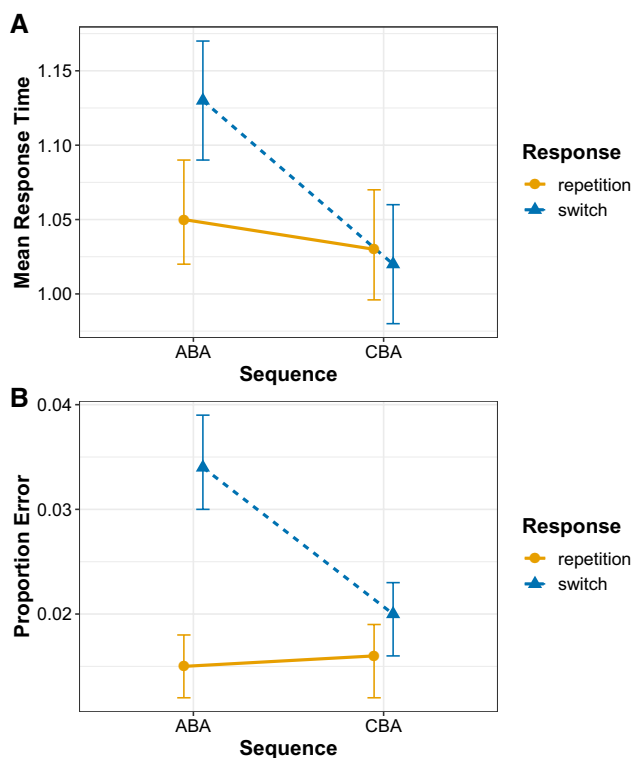 A
1.15
1.10
1.05
1.00
Mean Response Time
ABA
CBA
Sequence
Response
repetition
switch
B
0.04
0.03
0.02
Proportion Error
ABA
CBA
Sequence
Response
repetition
switch